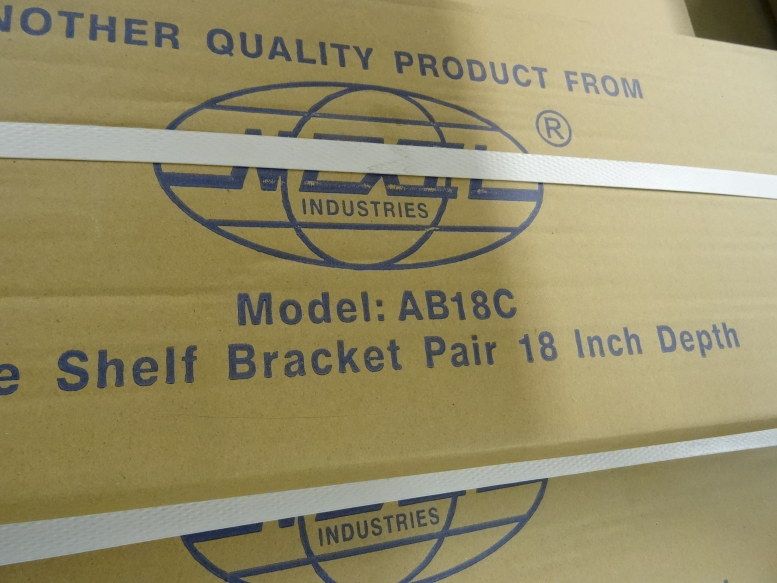 NOTHER QUALITY PRODUCT FROM
®
INDUSTRIES
Model: AB18C
e Shelf Bracket Pair 18 Inch Depth
INDUSTRIES